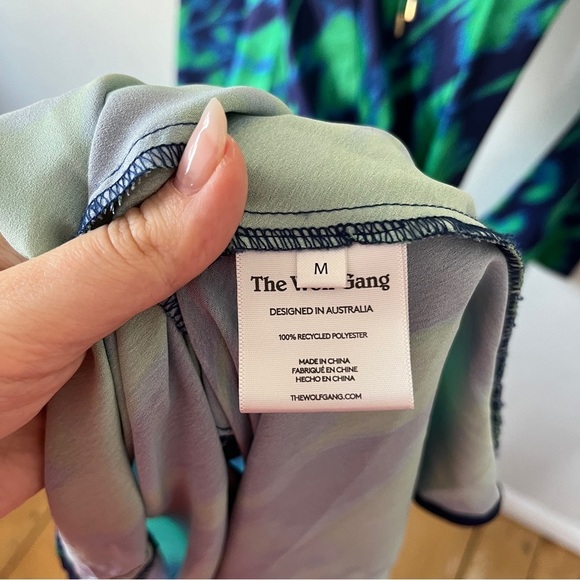 M
The Wolf Gang
DESIGNED IN AUSTRALIA
100% RECYCLED POLYESTER
MADE IN CHINA
FABRIQUÉ EN CHINE
HECHO EN CHINA
THEWOLFGANG.COM